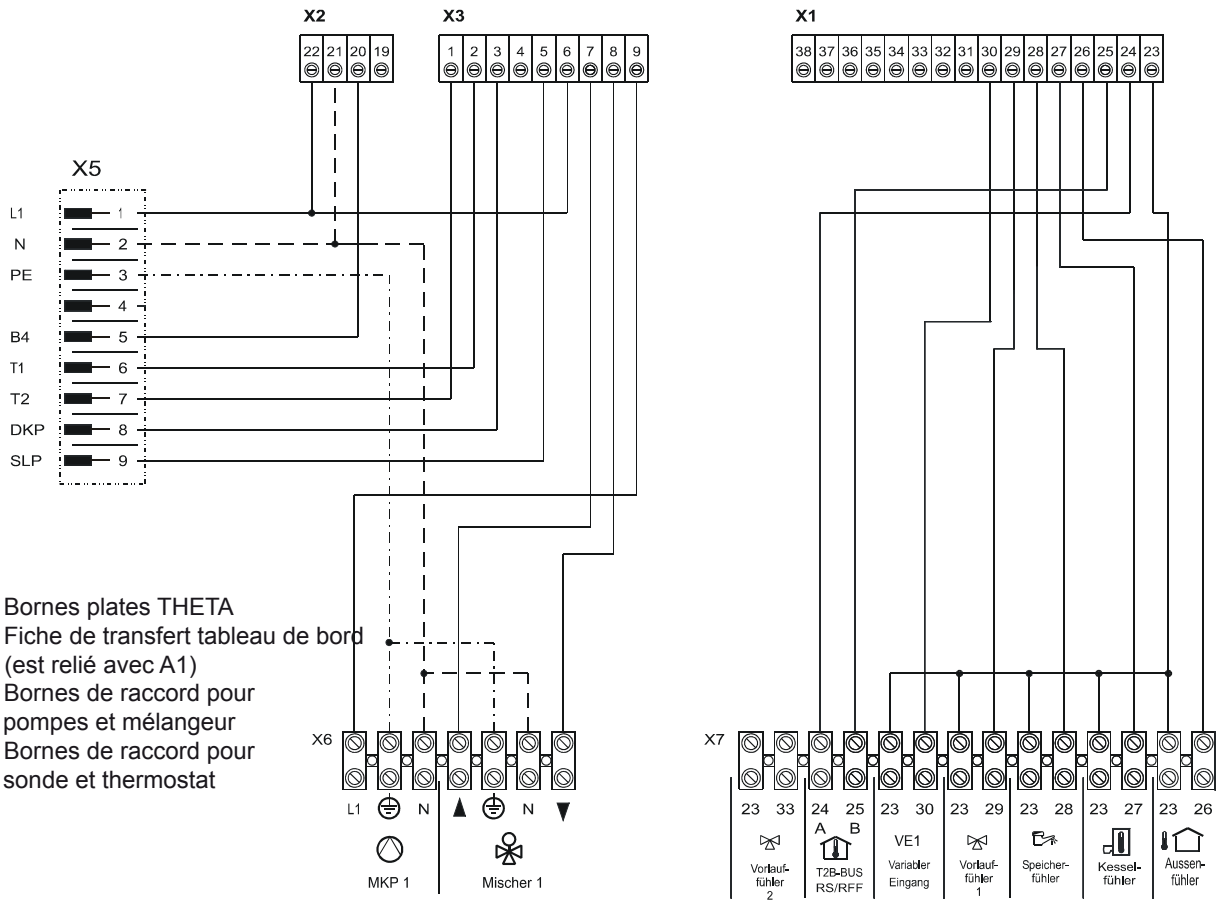 X2 X3 X1
22 21 20 19
1 2 3 4 5 6 7 8 9
38 37 36 35 34 33 32 31 30 29 28 27 26 25 24 23
X5
L1 1
N 2
PE 3
4
B4 5
T1 6
T2 7
DKP 8
SLP 9
Bornes plates THETA
Fiche de transfert tableau de bord
(est relié avec A1)
Bornes de raccord pour
pompes et mélangeur
Bornes de raccord pour
sonde et thermostat
X6
L1 N N
MKP 1
Mischer 1
X7
23 33 24 25 23 30 23 29 23 28 23 27 23 26
Vorlauf-
fühler
2
A B
T2B-BUS
RS/RFF
VE1
Variabler
Eingang
Vorlauf-
fühler
1
Speicher-
fühler
Kessel-
fühler
Aussen-
fühler